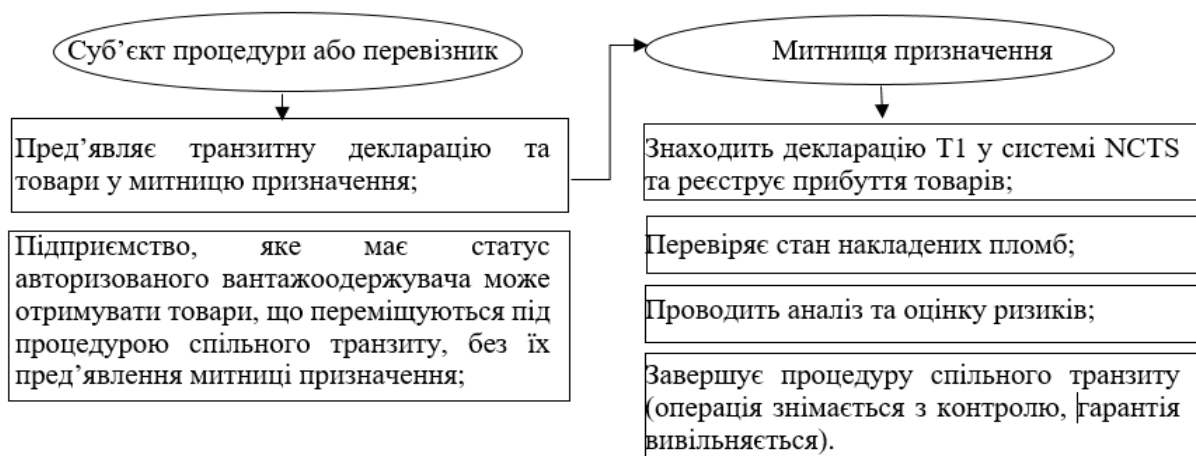 Суб’єкт процедури або перевізник
Пред’являє транзитну декларацію та
товари у митницю призначення;
Підприємство, яке має статус
авторизованого вантажоодержувача може
отримувати товари, що переміщуються під
процедурою спільного транзиту, без їх
пред’явлення митниці призначення;
Митниця призначення
Знаходить декларацію Т1 у системі NCTS
та реєструє прибуття товарів;
Перевіряє стан накладених пломб;
Проводить аналіз та оцінку ризиків;
Завершує процедуру спільного транзиту
(операція знімається з контролю, гарантія
вивільняється).